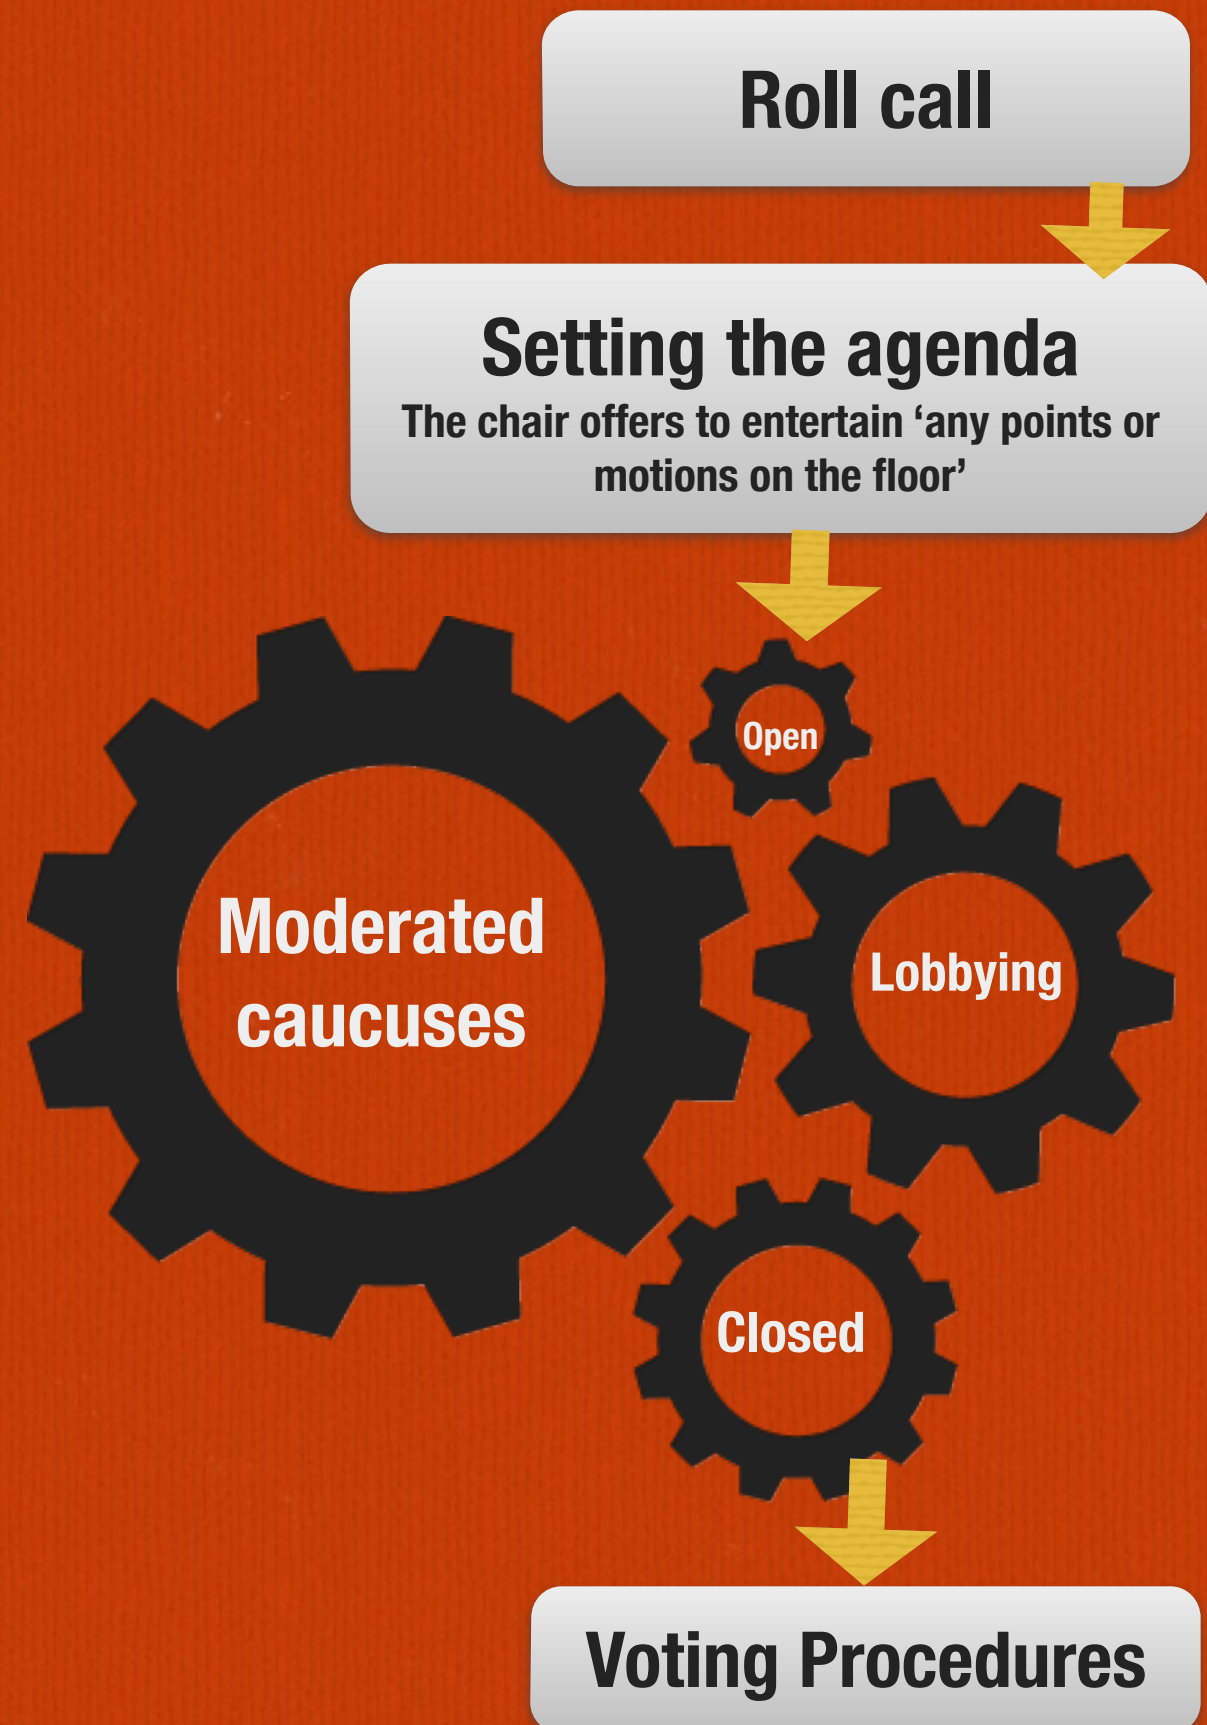 Roll call
Setting the agenda
The chair offers to entertain ‘any points or
motions on the floor’
Open
Moderated
caucuses
Lobbying
Closed
Voting Procedures